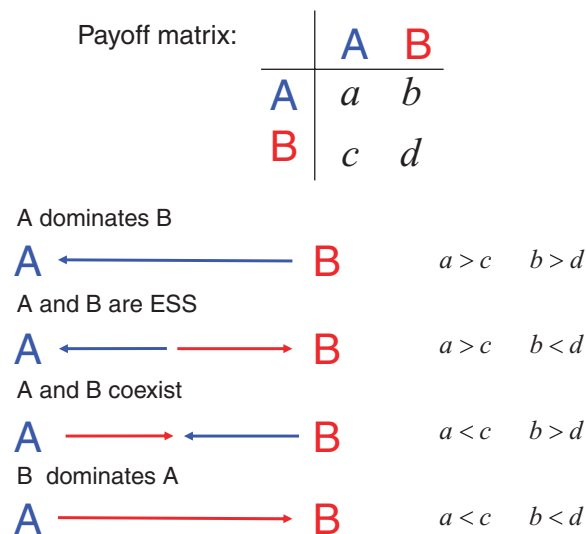 Payoff matrix:
A B
A a b
B c d
A dominates B
A B a > c b > d
A and B are ESS
A B a > c b < d
A and B coexist
A B a < c b > d
B dominates A
A B a < c b < d